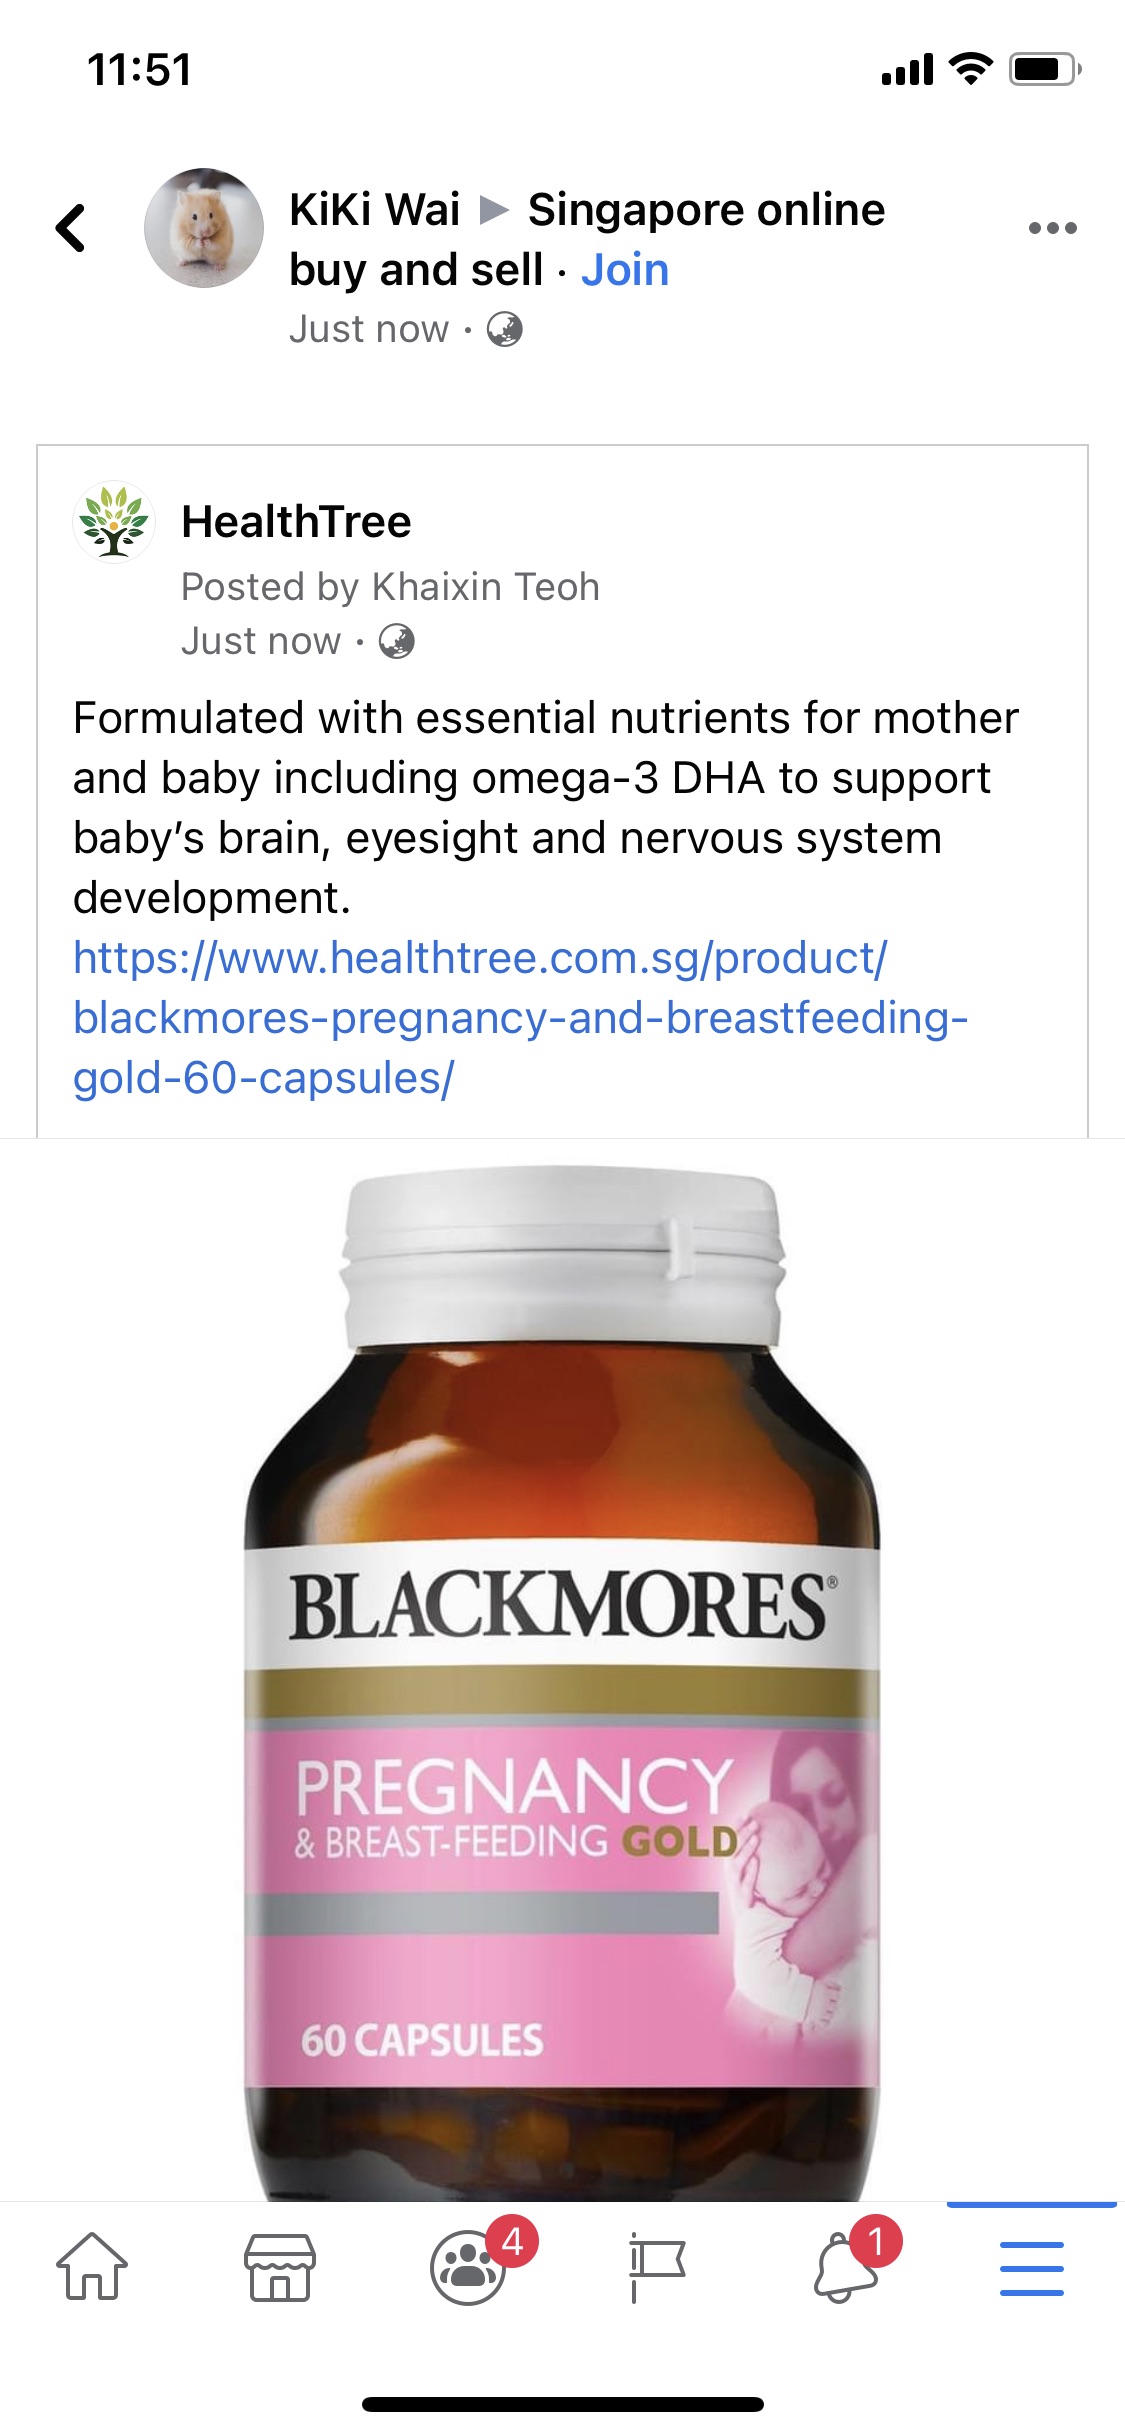 11:51
KiKi Wai ▶ Singapore online
buy and sell · Join
Just now ·
HealthTree
Posted by Khaixin Teoh
Just now ·
Formulated with essential nutrients for mother
and baby including omega-3 DHA to support
baby's brain, eyesight and nervous system
development.
https://www.healthtree.com.sg/product/
blackmores-pregnancy-and-breastfeeding-
gold-60-capsules/
BLACKMORES®
PREGNANCY
& BREAST-FEEDING GOLD
60 CAPSULES
4
1